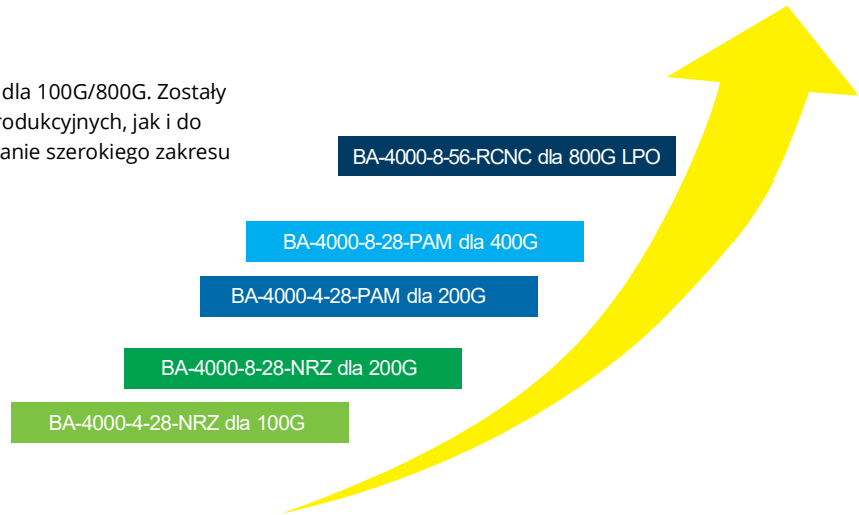 dla 100G/800G. Zostały
rodukcyjnych, jak i do
anie szerokiego zakresu
BA-4000-8-56-RCNC dla 800G LPO
BA-4000-8-28-PAM dla 400G
BA-4000-4-28-PAM dla 200G
BA-4000-8-28-NRZ dla 200G
BA-4000-4-28-NRZ dla 100G